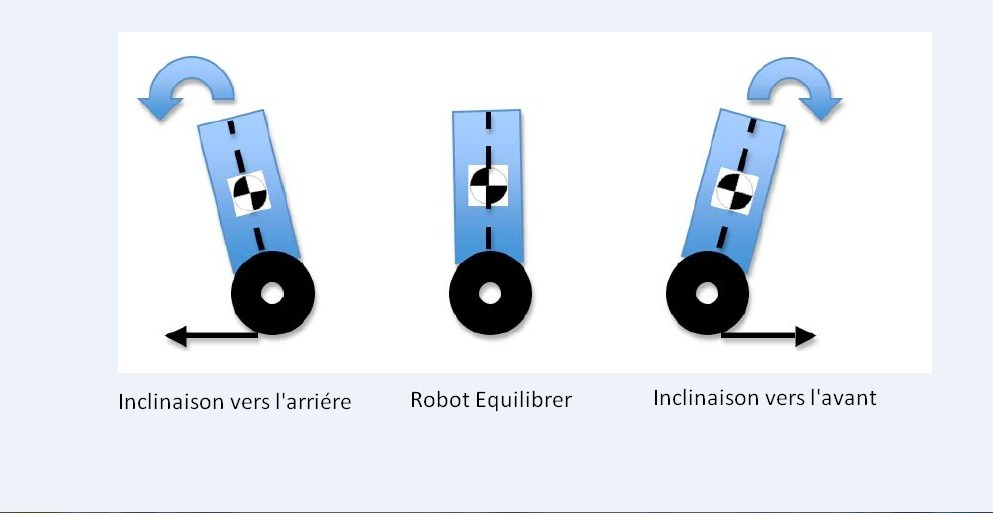 Inclinaison vers l'arriére
Robot Equilibrer
Inclinaison vers l'avant